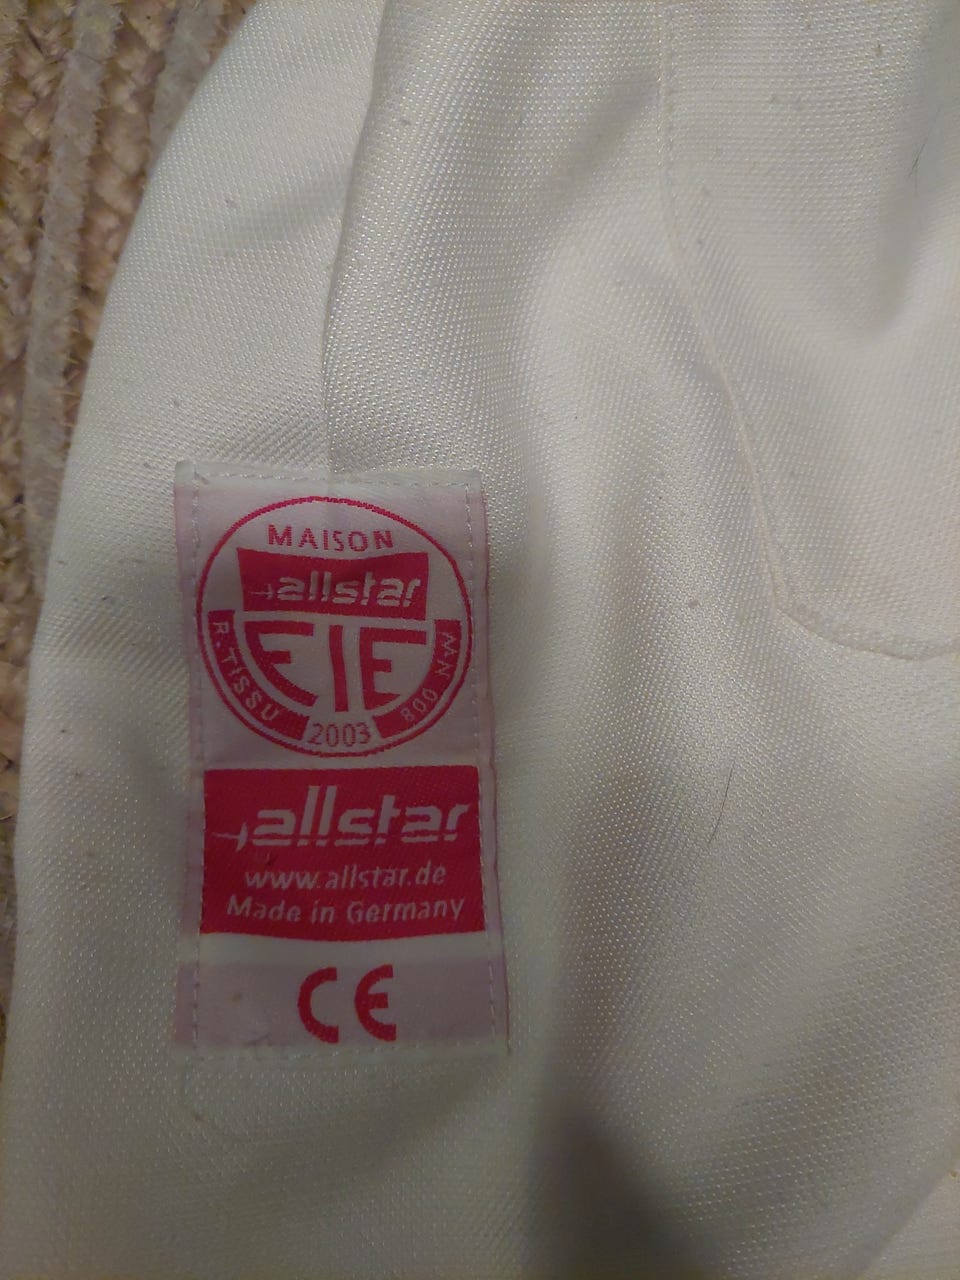 MAISON
allstar
FIE
R.TISSU
2003
800 NW
allstar
www.allstar.de
Made in Germany
CE